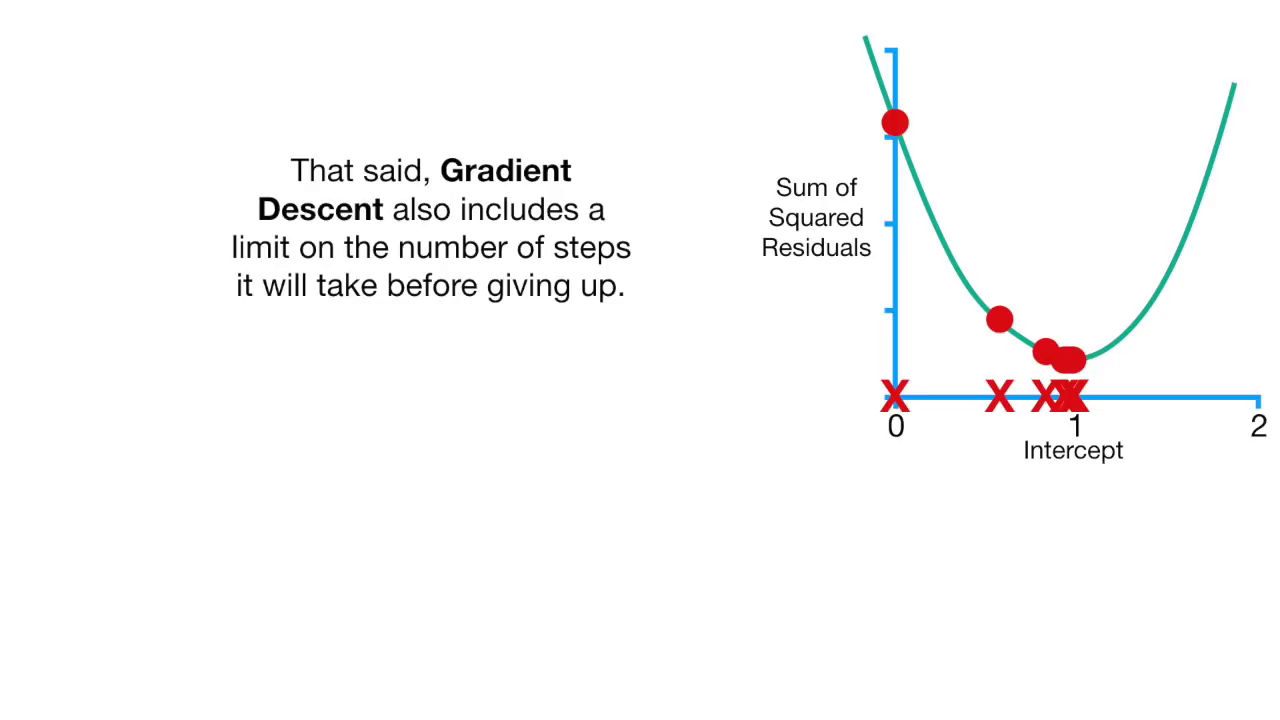 That said, Gradient
Descent also includes a
limit on the number of steps
it will take before giving up.
Sum of
Squared
Residuals
X X X X X X
0 1 2
Intercept